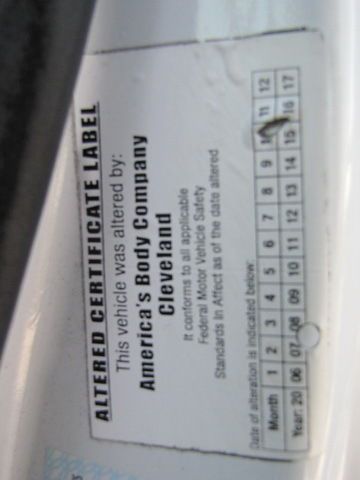 ALTERED CERTIFICATE LABEL
This vehicle was altered by:
America's Body Company
Cleveland
It conforms to all applicable
Federal Motor Vehicle Safety
Standards In Affect as of the date altered
Date of alteration is indicated below:
Month 1 2 3 4 5 6 7 8 9 10 11 12
Year: 20 06 07 08 09 10 11 12 13 14 15 16 17